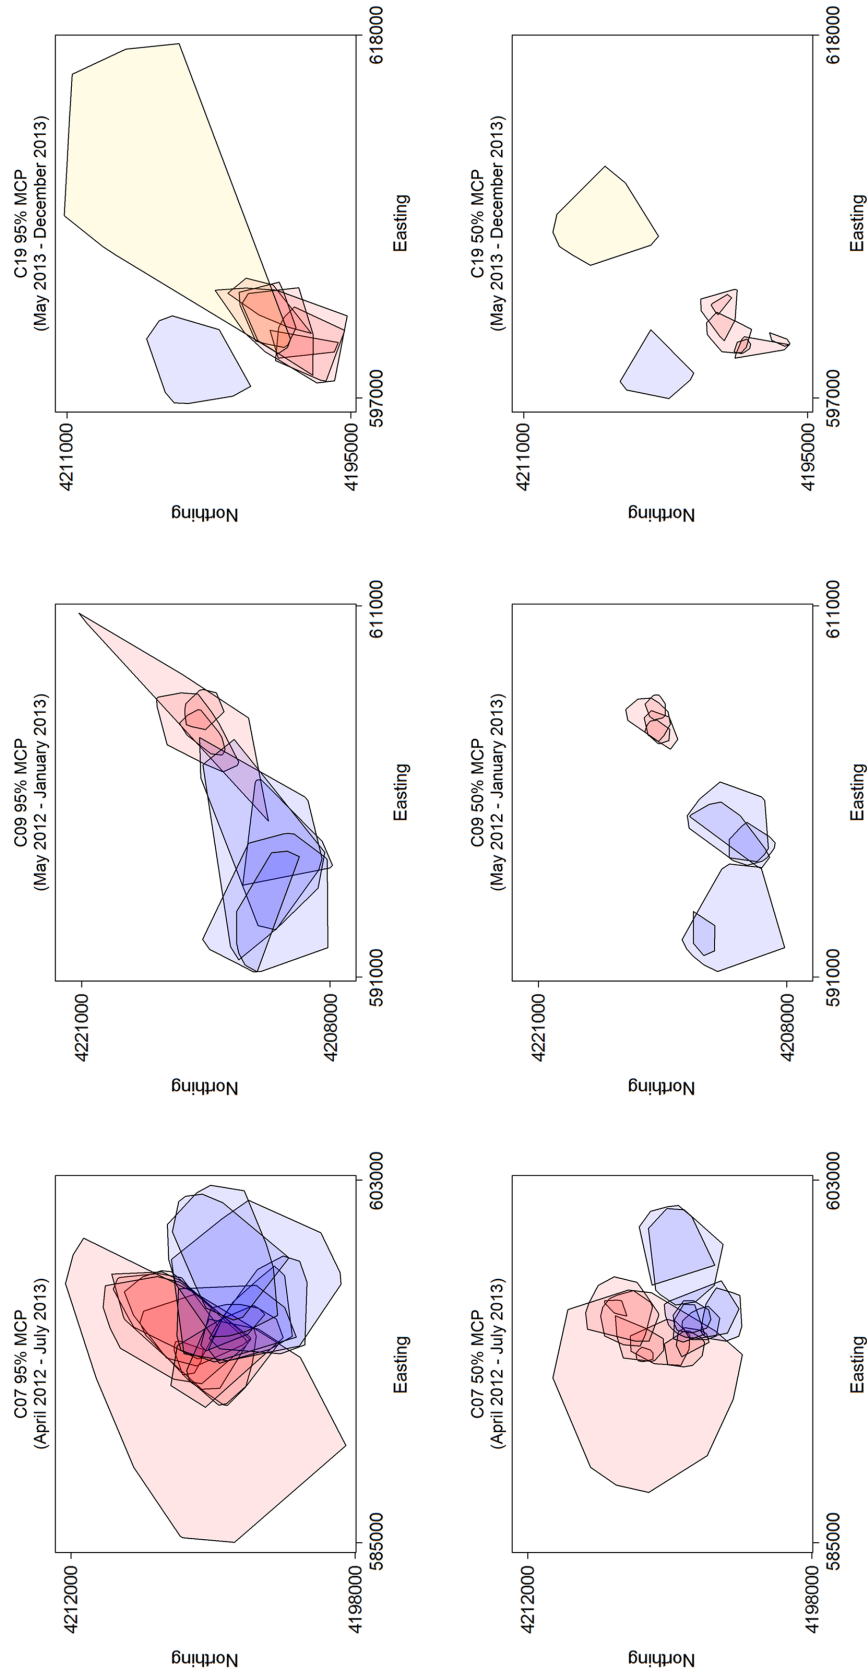 C07 95% MCP
(April 2012 - July 2013)
Northing
4212000
4198000
585000
603000
Easting
C09 95% MCP
(May 2012 - January 2013)
Northing
4221000
4208000
591000
611000
Easting
C19 95% MCP
(May 2013 - December 2013)
Northing
4211000
4195000
597000
618000
Easting
C07 50% MCP
(April 2012 - July 2013)
Northing
4212000
4198000
585000
603000
Easting
C09 50% MCP
(May 2012 - January 2013)
Northing
4221000
4208000
591000
611000
Easting
C19 50% MCP
(May 2013 - December 2013)
Northing
4211000
4195000
597000
618000
Easting